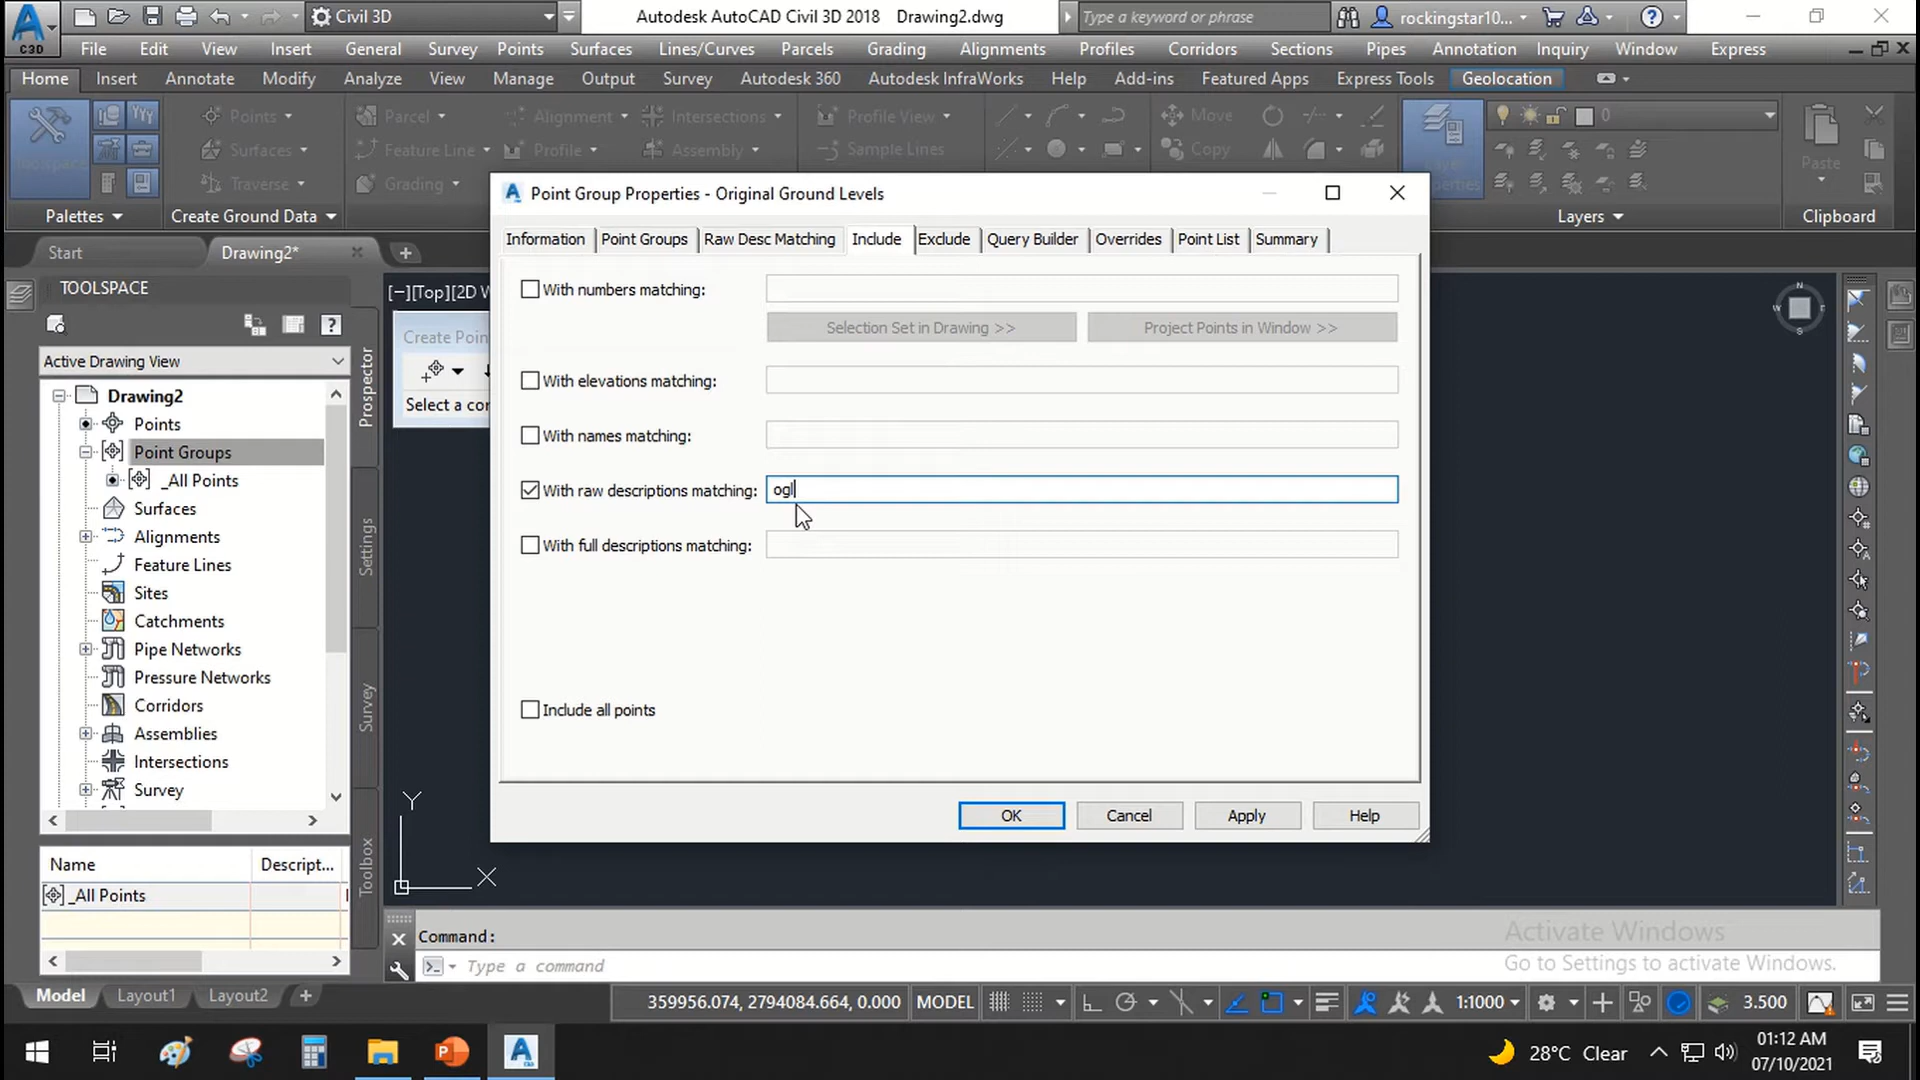 C3D
Civil 3D
Autodesk AutoCAD Civil 3D 2018 Drawing2.dwg
Type a keyword or phrase
rockingstar10...
File Edit View Insert General Survey Points Surfaces Lines/Curves Parcels Grading Alignments Profiles Corridors Sections Pipes Annotation Inquiry Window Express
Home Insert Annotate Modify Analyze View Manage Output Survey Autodesk 360 Autodesk InfraWorks Help Add-ins Featured Apps Express Tools Geolocation
Points Parcel Alignment Intersections Profile View Move 0
Surfaces Feature Line Profile Assembly Sample Lines Copy Paste
Traverse Grading
Palettes Create Ground Data Layers Clipboard
Point Group Properties - Original Ground Levels
Start Drawing2*
Information Point Groups Raw Desc Matching Include Exclude Query Builder Overrides Point List Summary
TOOLSPACE
[−][Top][2D W
With numbers matching:
Selection Set in Drawing >> Project Points in Window >>
Create Poin
Select a cor
Active Drawing View
With elevations matching:
With names matching:
With raw descriptions matching: ogl
With full descriptions matching:
Include all points
OK Cancel Apply Help
Drawing2
Points
Point Groups
_All Points
Surfaces
Alignments
Feature Lines
Sites
Catchments
Pipe Networks
Pressure Networks
Corridors
Assemblies
Intersections
Survey
Prospector
Settings
Survey
Toolbox
Name Descript...
_All Points
N
W
S
Y
X
Command:
Type a command
Activate Windows
Go to Settings to activate Windows.
Model Layout1 Layout2
359956.074, 2794084.664, 0.000 MODEL 1:1000 3.500
28°C Clear
01:12 AM
07/10/2021